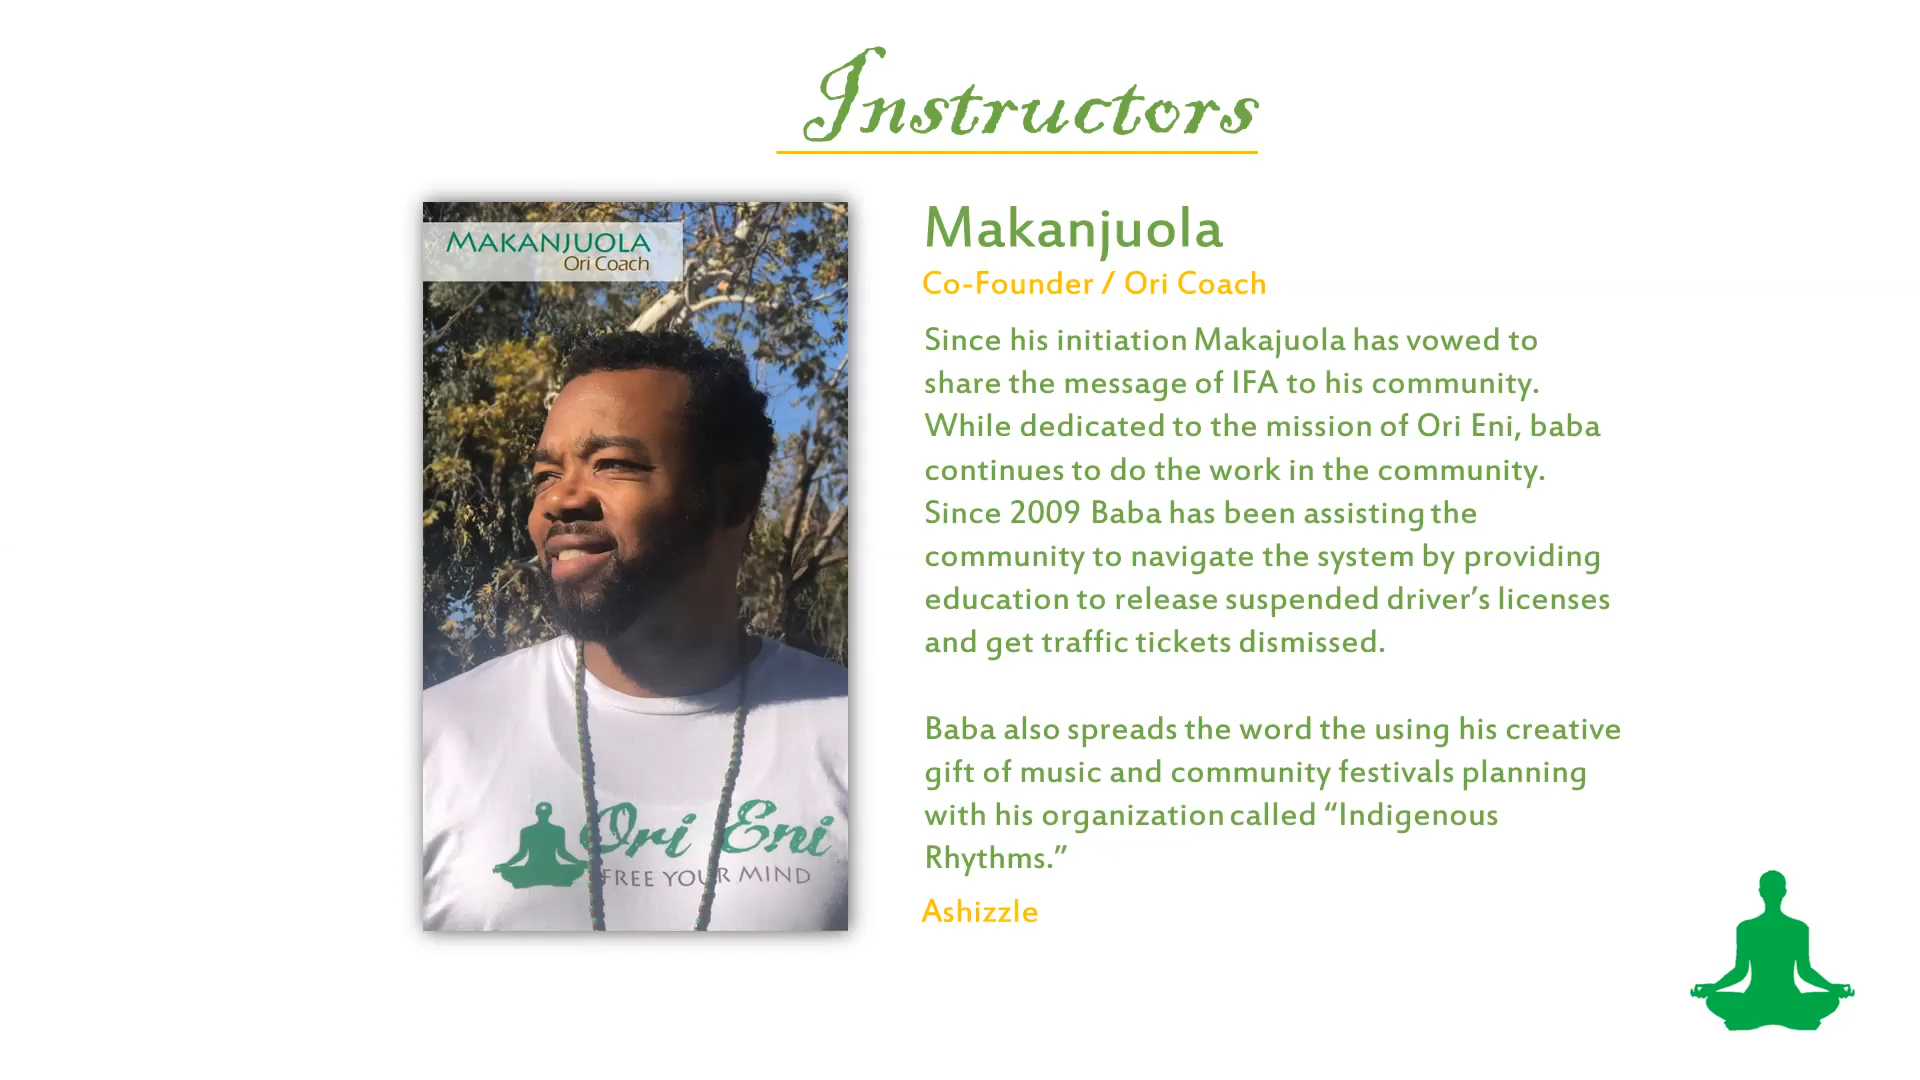 Instructors
MAKANJUOLA
Ori Coach
Ori Eni
FREE YOUR MIND
Makanjuola
Co-Founder / Ori Coach
Since his initiation Makajuola has vowed to
share the message of IFA to his community.
While dedicated to the mission of Ori Eni, baba
continues to do the work in the community.
Since 2009 Baba has been assisting the
community to navigate the system by providing
education to release suspended driver’s licenses
and get traffic tickets dismissed.
Baba also spreads the word the using his creative
gift of music and community festivals planning
with his organization called “Indigenous
Rhythms.”
Ashizzle